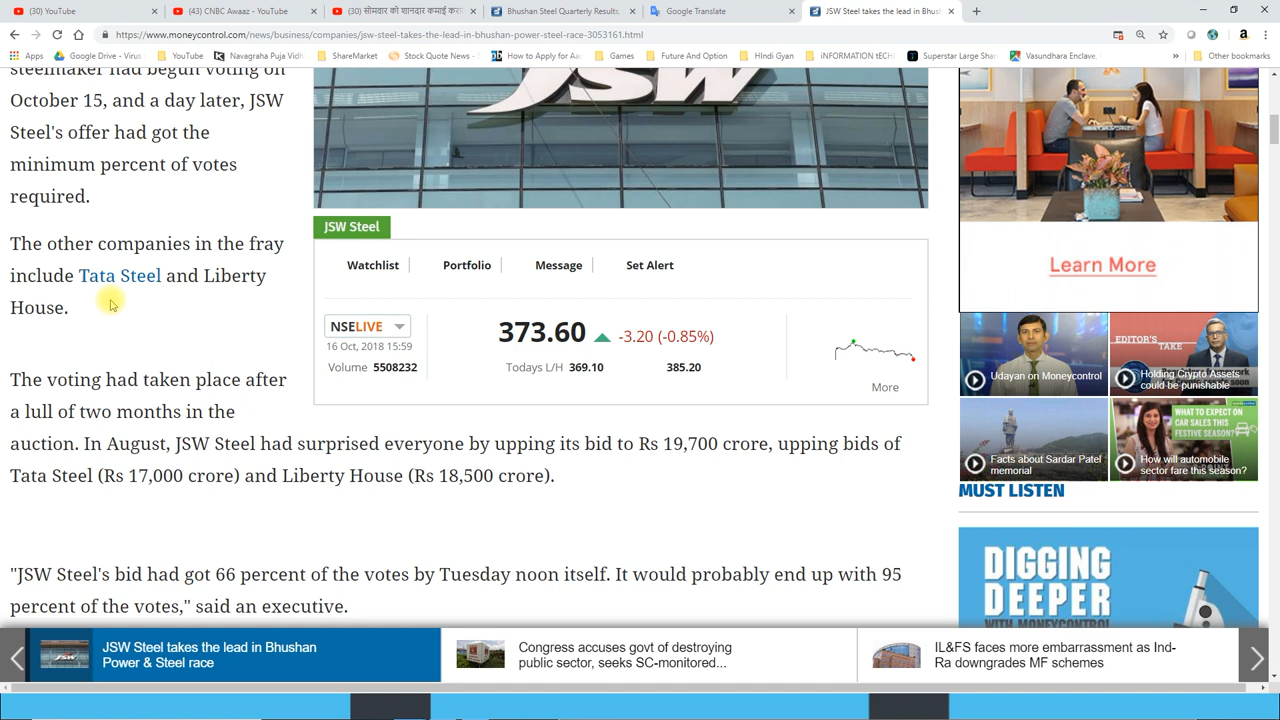 (30) YouTube
(43) CNBC Awaaz - YouTube
(30) सोमवार को शानदार कमाई कर
Bhushan Steel Quarterly Results,
Google Translate
JSW Steel takes the lead in Bhus
https://www.moneycontrol.com/news/business/companies/jsw-steel-takes-the-lead-in-bhushan-power-steel-race-3053161.html
Apps
Google Drive - Virus
YouTube
Navagraha Puja Vidh
ShareMarket
Stock Quote News - S
How to Apply for Aad
Games
Future And Option
HIndi Gyan
iNFORMATION tECH
Superstar Large Shar
Vasundhara Enclave,
»
Other bookmarks
steelmaker had begun voting on
October 15, and a day later, JSW
Steel's offer had got the
minimum percent of votes
required.
The other companies in the fray
include Tata Steel and Liberty
House.
The voting had taken place after
a lull of two months in the
auction. In August, JSW Steel had surprised everyone by upping its bid to Rs 19,700 crore, upping bids of
Tata Steel (Rs 17,000 crore) and Liberty House (Rs 18,500 crore).
"JSW Steel's bid had got 66 percent of the votes by Tuesday noon itself. It would probably end up with 95
percent of the votes," said an executive.
JSW
JSW Steel
Watchlist
Portfolio
Message
Set Alert
NSELIVE
16 Oct, 2018 15:59
Volume 5508232
373.60
-3.20 (-0.85%)
Todays L/H 369.10 385.20
More
Learn More
Udayan on Moneycontrol
EDITOR'S
TAKE
Holding Crypto Assets
could be punishable
Facts about Sardar Patel
memorial
WHAT TO EXPECT ON
CAR SALES THIS
FESTIVE SEASON?
How will automobile
sector fare this season?
MUST LISTEN
DIGGING
DEEPER
WITH MONEYCONTROL
JSW
JSW Steel takes the lead in Bhushan
Power & Steel race
Congress accuses govt of destroying
public sector, seeks SC-monitored...
IL&FS faces more embarrassment as Ind-
Ra downgrades MF schemes